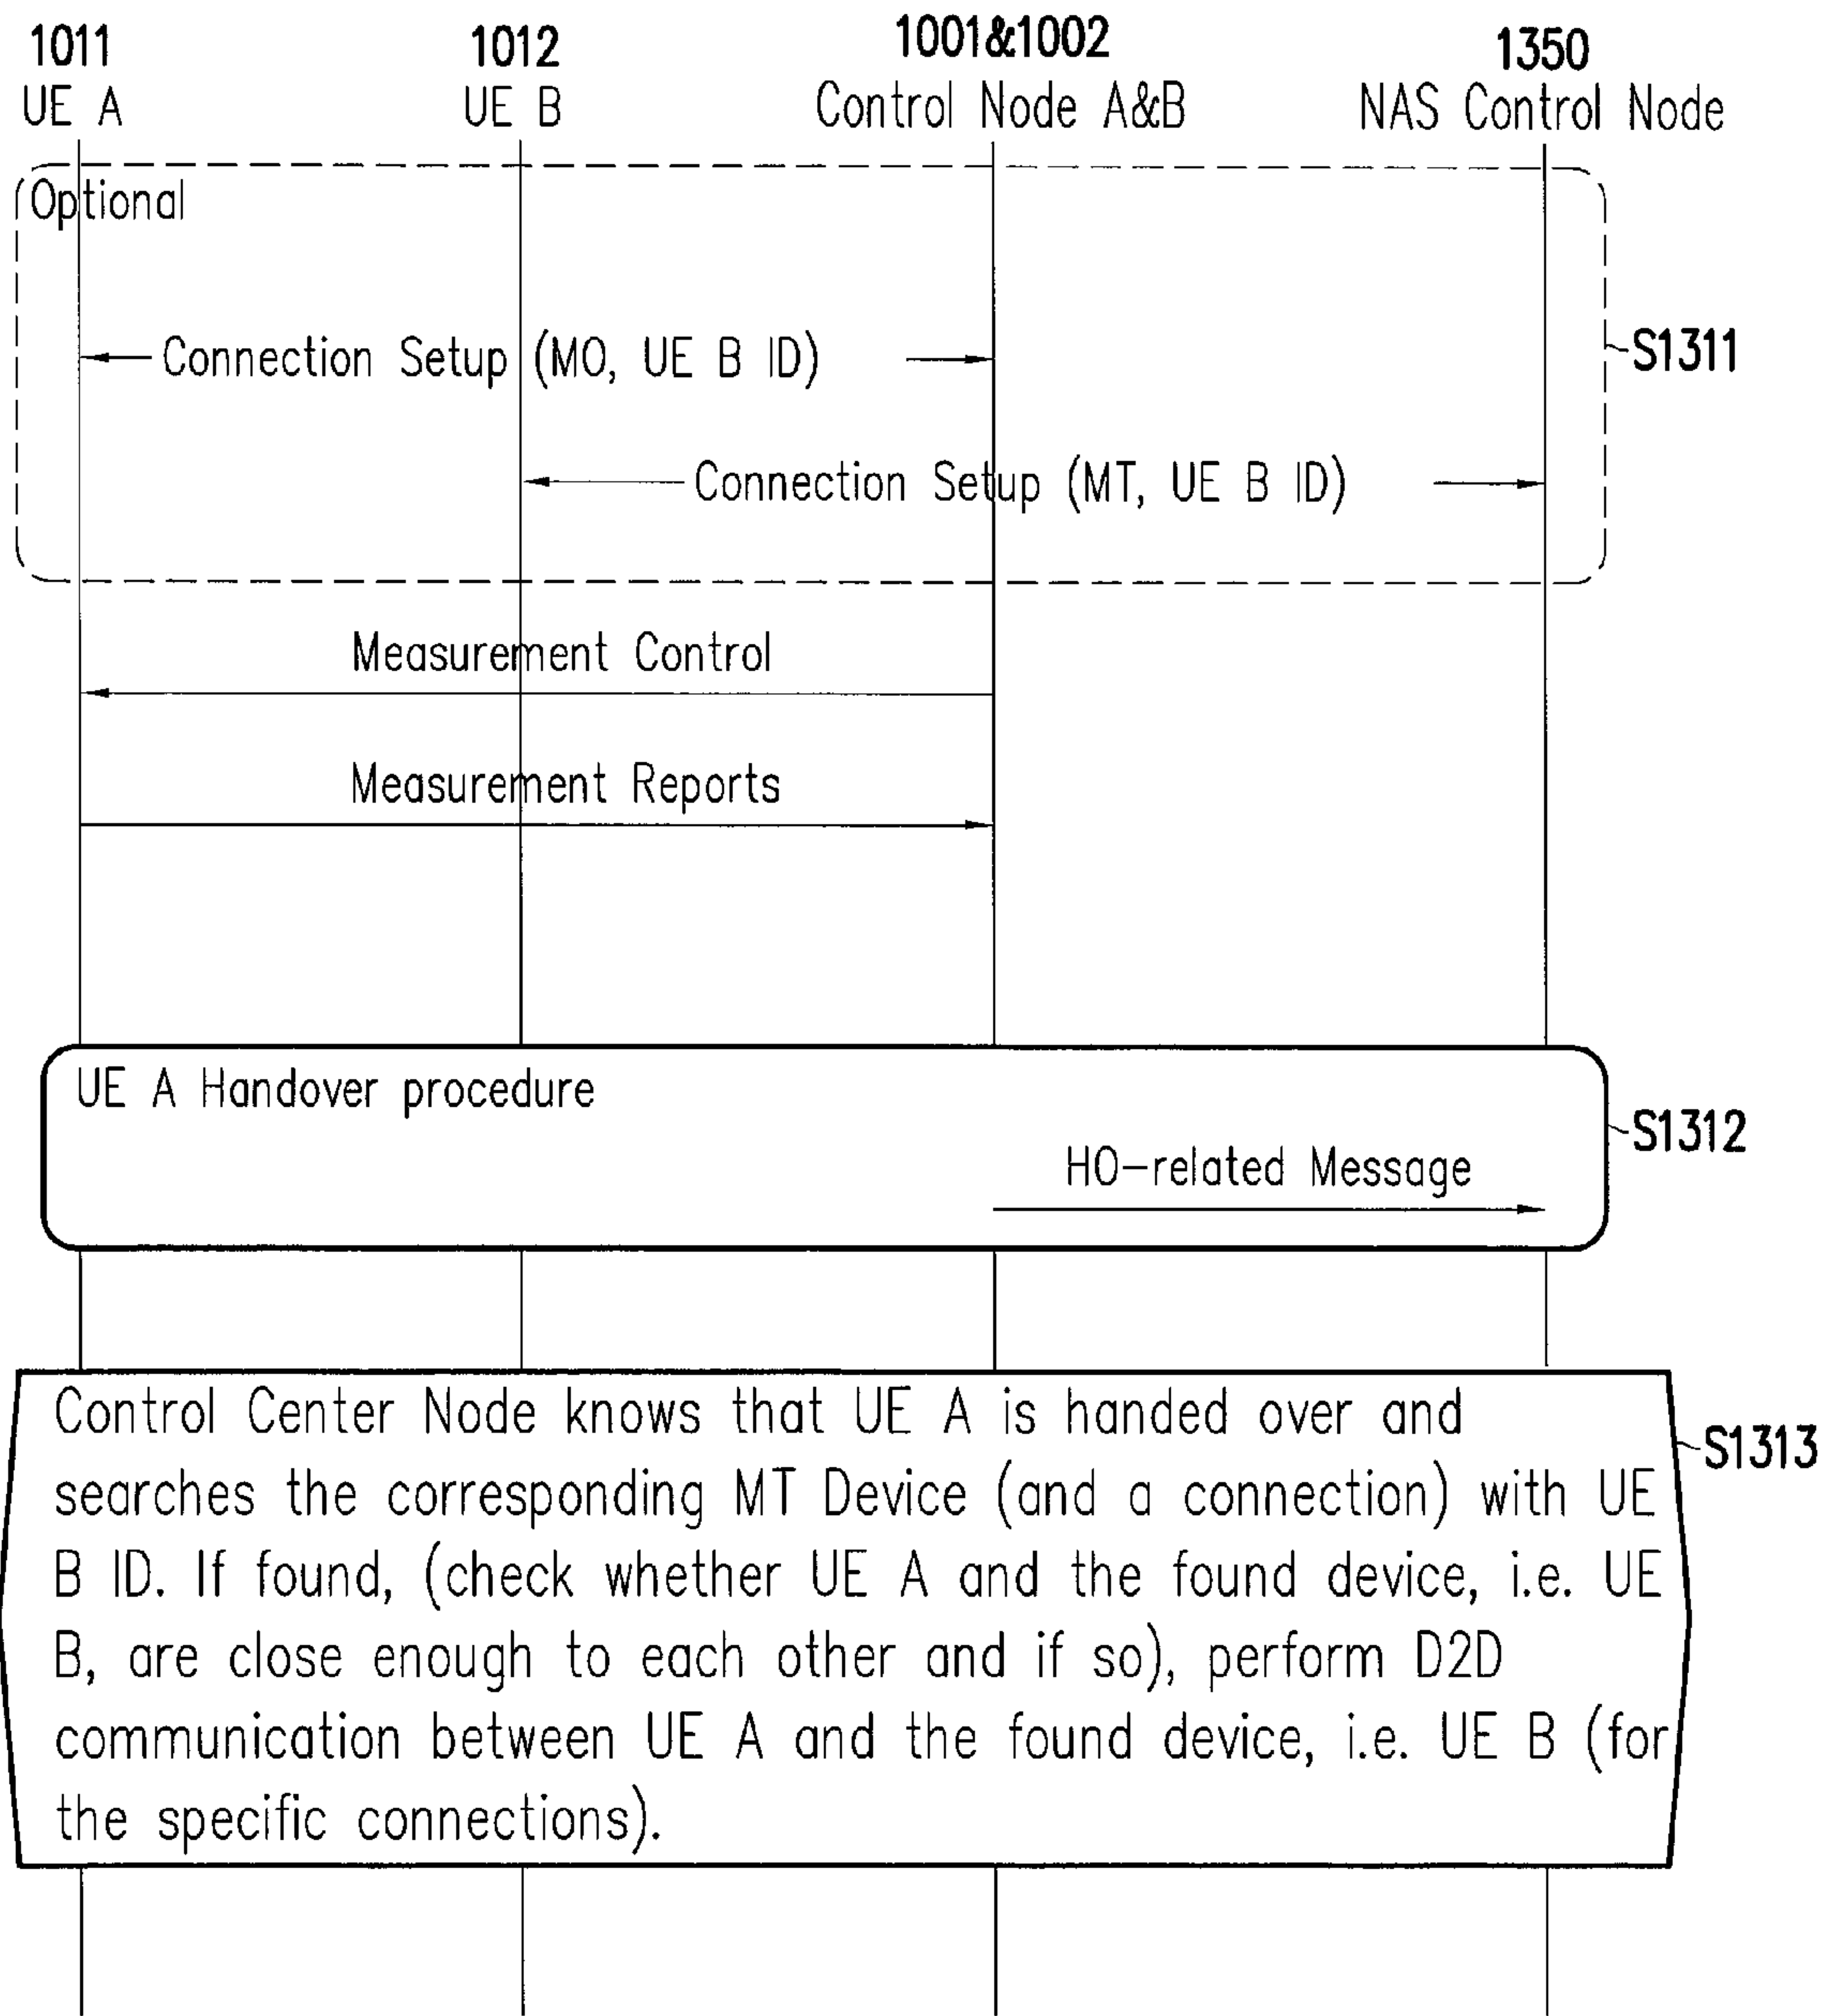 1011
UE A
1012
UE B
1001&1002
Control Node A&B
1350
NAS Control Node
Optional
Connection Setup (MO, UE B ID)
S1311
Connection Setup (MT, UE B ID)
Measurement Control
Measurement Reports
UE A Handover procedure
S1312
HO-related Message
Control Center Node knows that UE A is handed over and
searches the corresponding MT Device (and a connection) with UE
B ID. If found, (check whether UE A and the found device, i.e. UE
B, are close enough to each other and if so), perform D2D
communication between UE A and the found device, i.e. UE B (for
the specific connections).
S1313